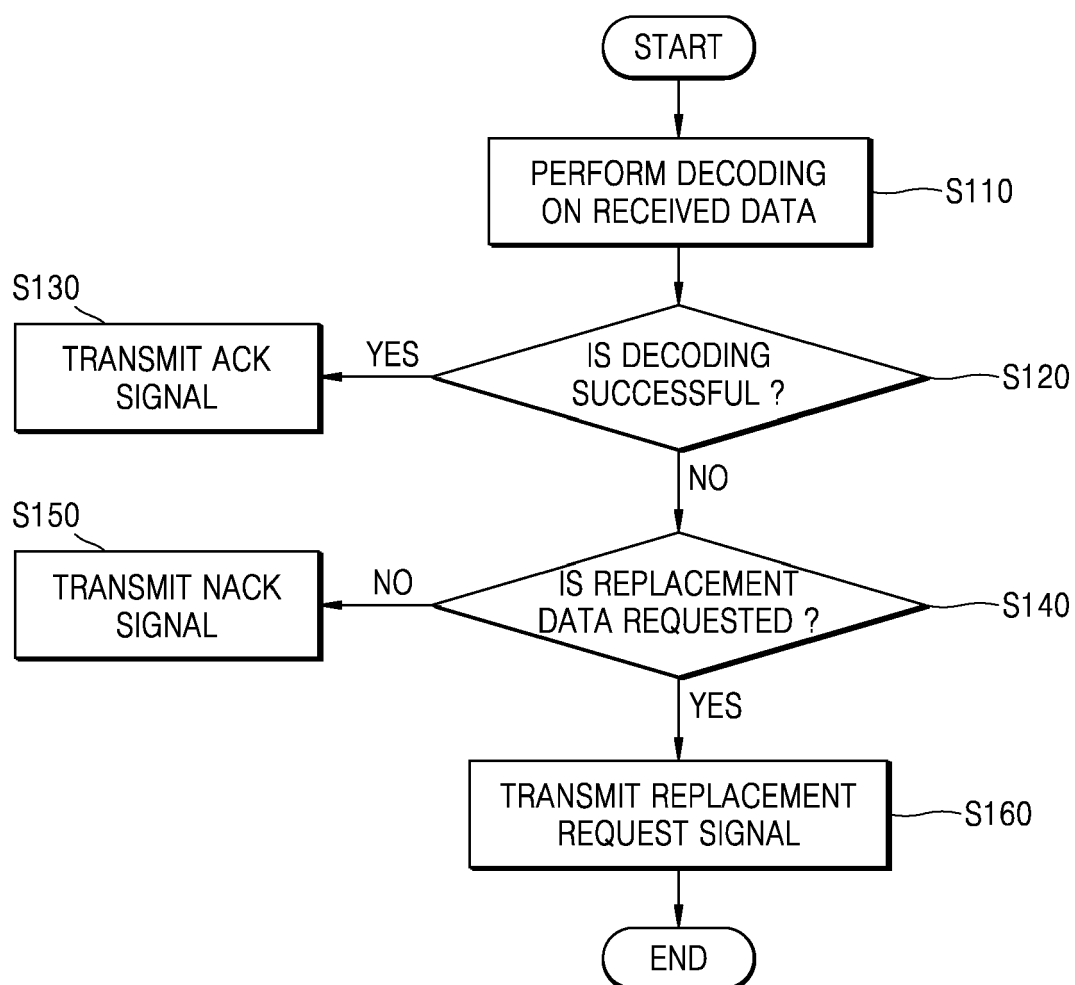 START
PERFORM DECODING
ON RECEIVED DATA
S110
S130
TRANSMIT ACK
SIGNAL
YES
IS DECODING
SUCCESSFUL ?
S120
NO
S150
TRANSMIT NACK
SIGNAL
NO
IS REPLACEMENT
DATA REQUESTED ?
S140
YES
TRANSMIT REPLACEMENT
REQUEST SIGNAL
S160
END